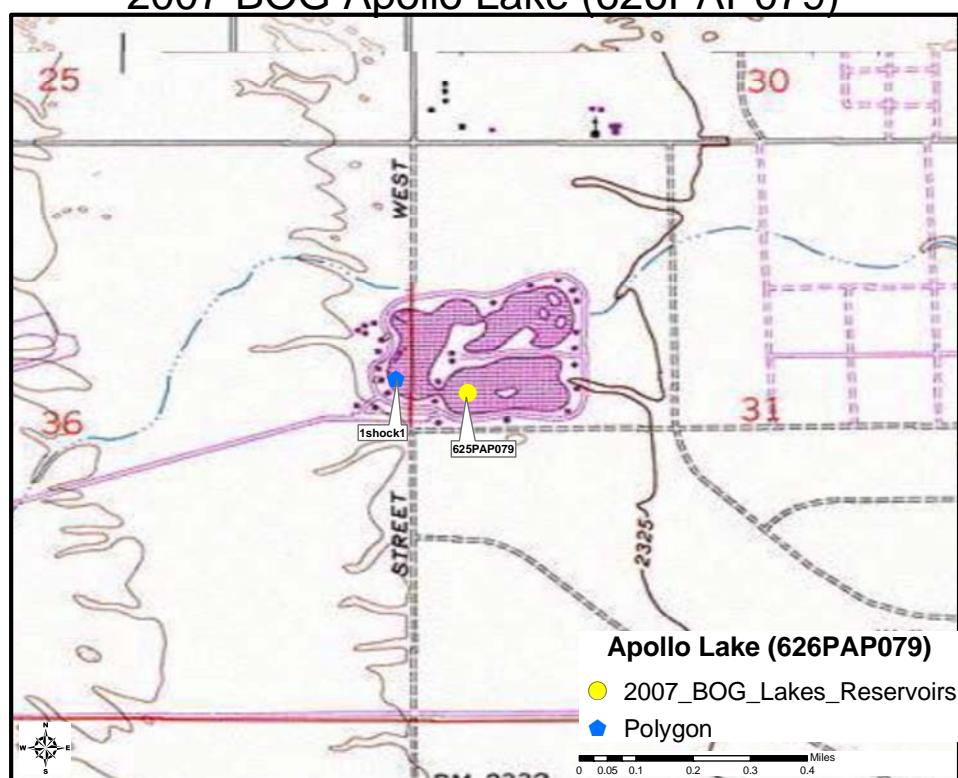 2007 BOG Apollo Lake (626PAP079)
25
30
WEST
36
31
1shock1
625PAP079
STREET
2325
Apollo Lake (626PAP079)
2007_BOG_Lakes_Reservoirs
Polygon
N
W E
S
Miles
0 0.05 0.1 0.2 0.3 0.4